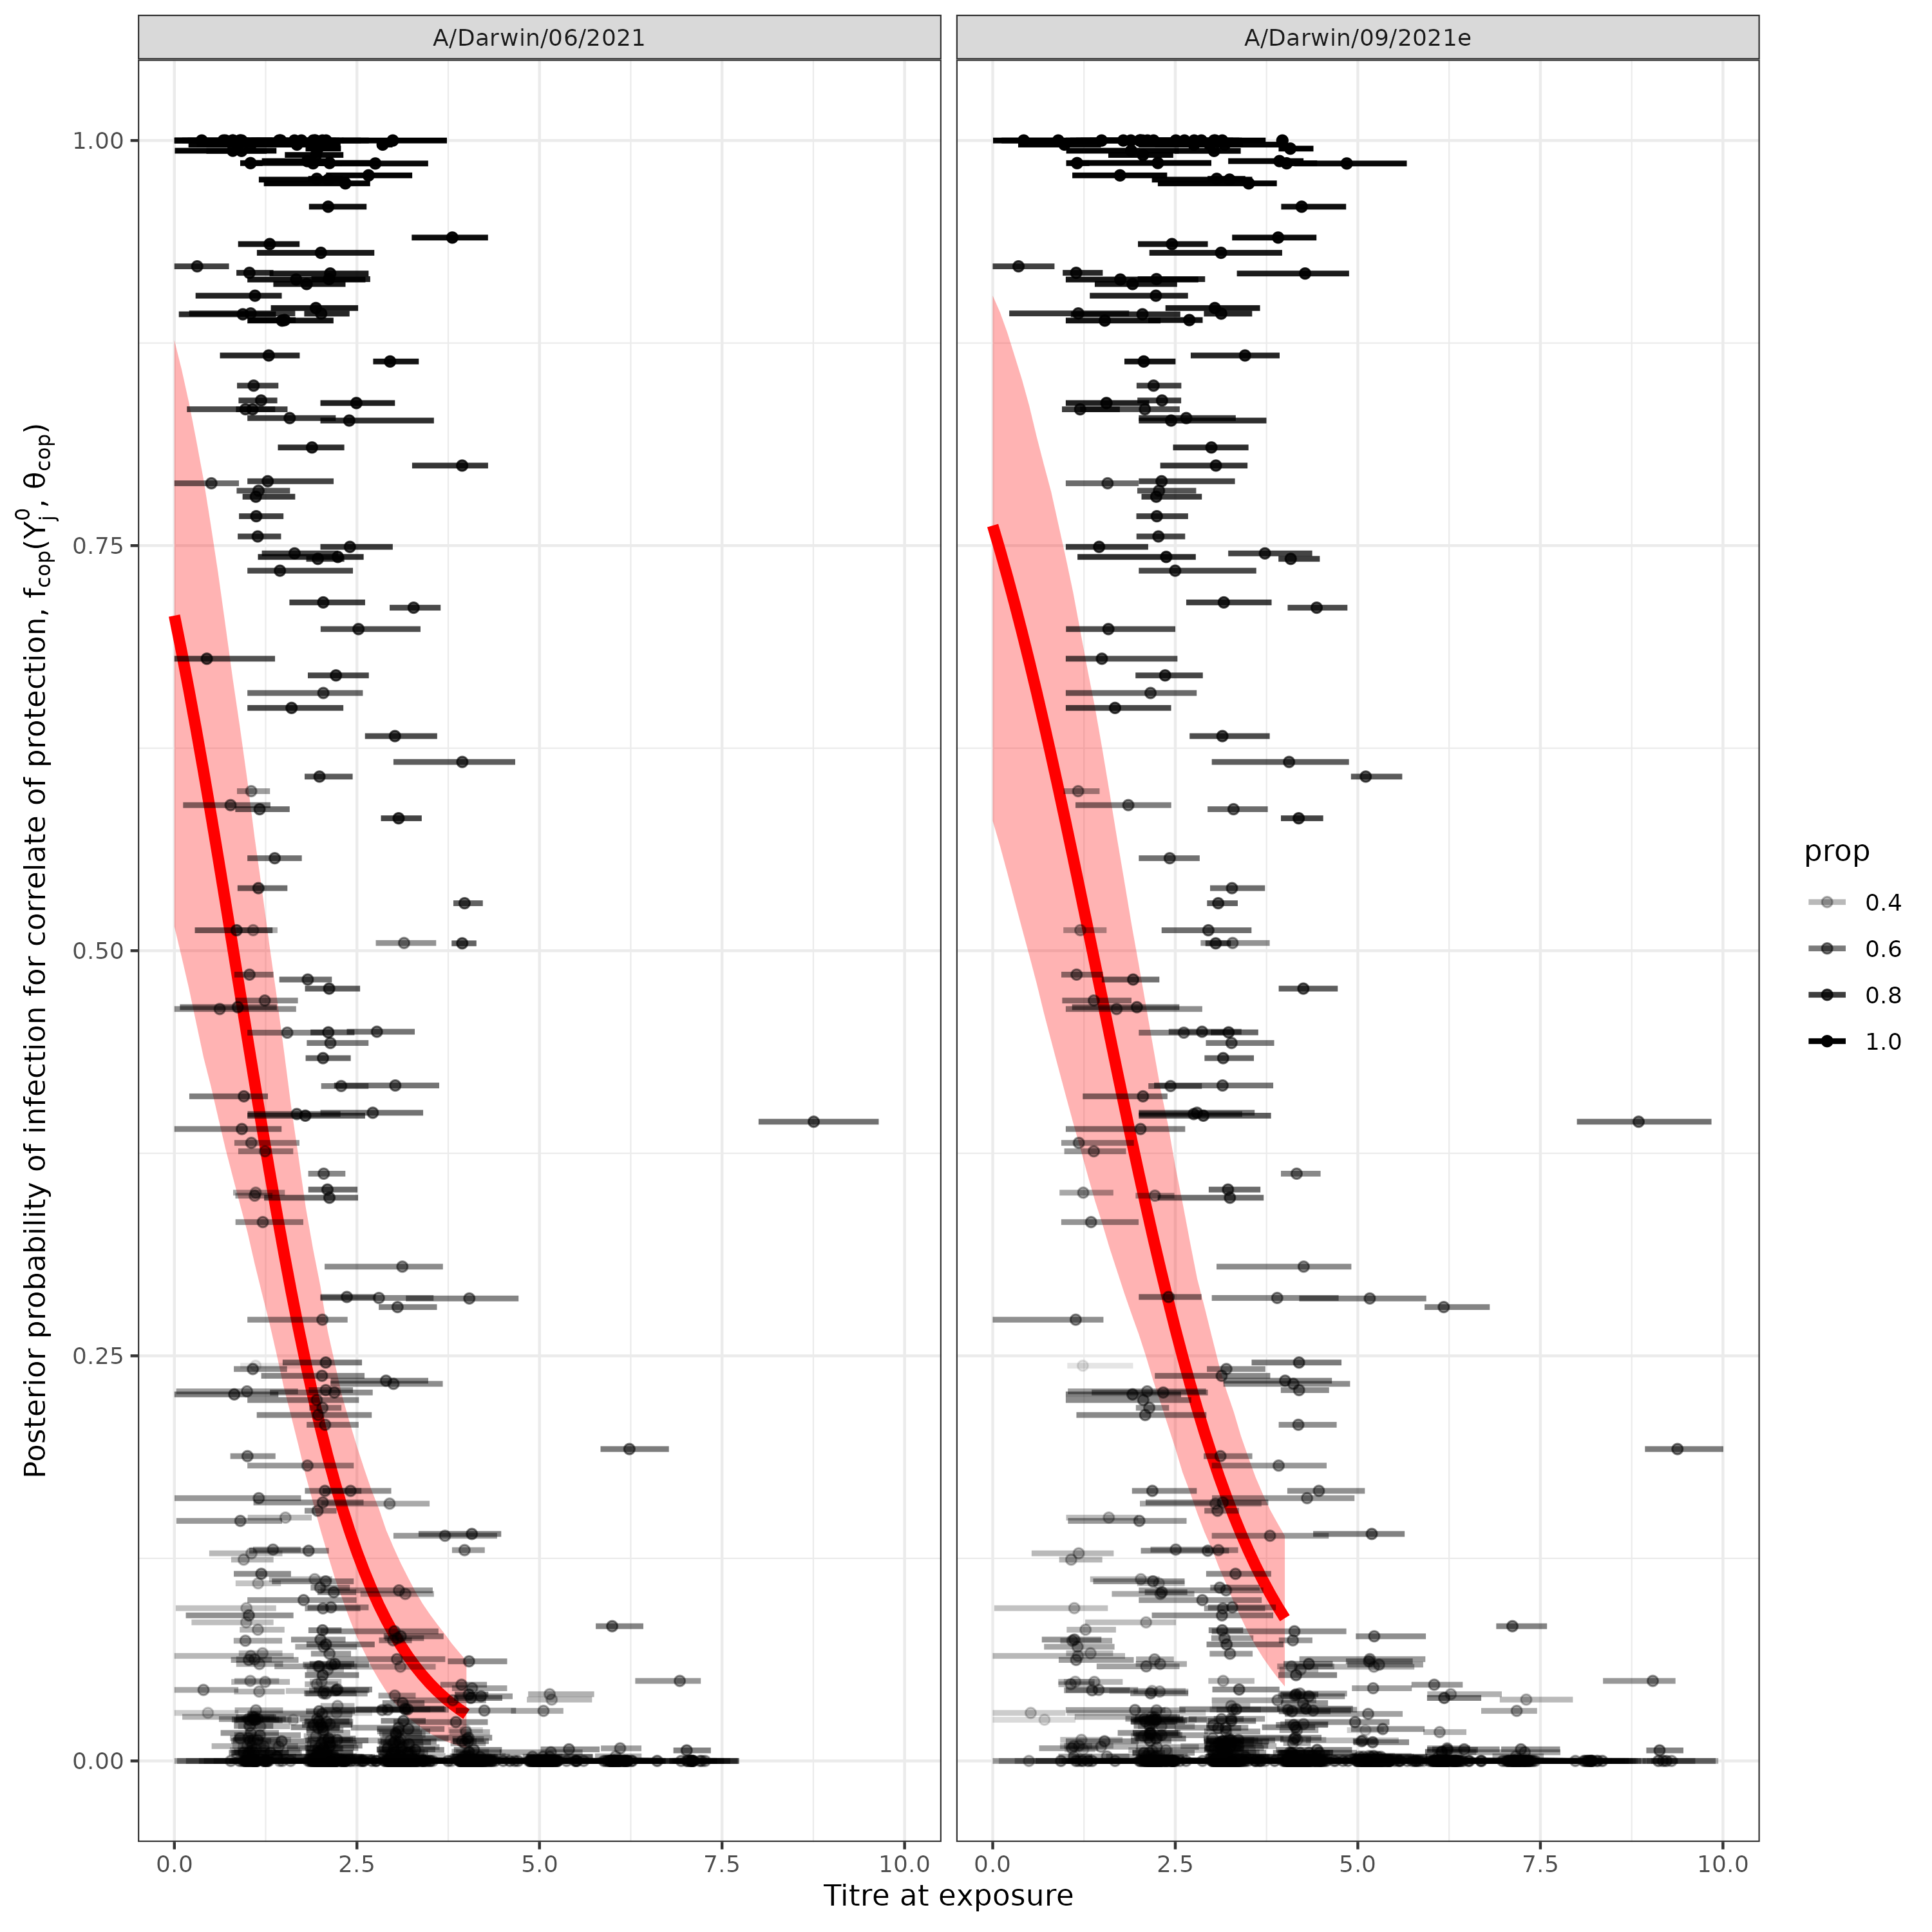 A/Darwin/06/2021
A/Darwin/09/2021e
Posterior probability of infection for correlate of protection, f_cop(Y_j^0, θ_cop)
1.00
0.75
0.50
0.25
0.00
0.0 2.5 5.0 7.5 10.0
0.0 2.5 5.0 7.5 10.0
Titre at exposure
prop
0.4
0.6
0.8
1.0